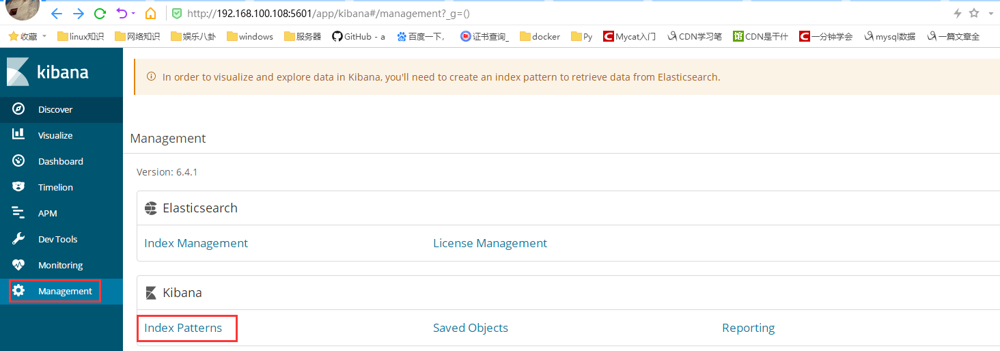 http://192.168.100.108:5601/app/kibana#/management?_g=()
收藏 linux知识 网络知识 娱乐八卦 windows 服务器 GitHub - a 百度一下, 证书查询_ docker Py Mycat入门 CDN学习笔 CDN是干什 一分钟学会 mysql数据 一篇文章全
kibana
In order to visualize and explore data in Kibana, you'll need to create an index pattern to retrieve data from Elasticsearch.
Discover
Visualize
Dashboard
Timelion
APM
Dev Tools
Monitoring
Management
Management
Version: 6.4.1
Elasticsearch
Index Management License Management
Kibana
Index Patterns Saved Objects Reporting